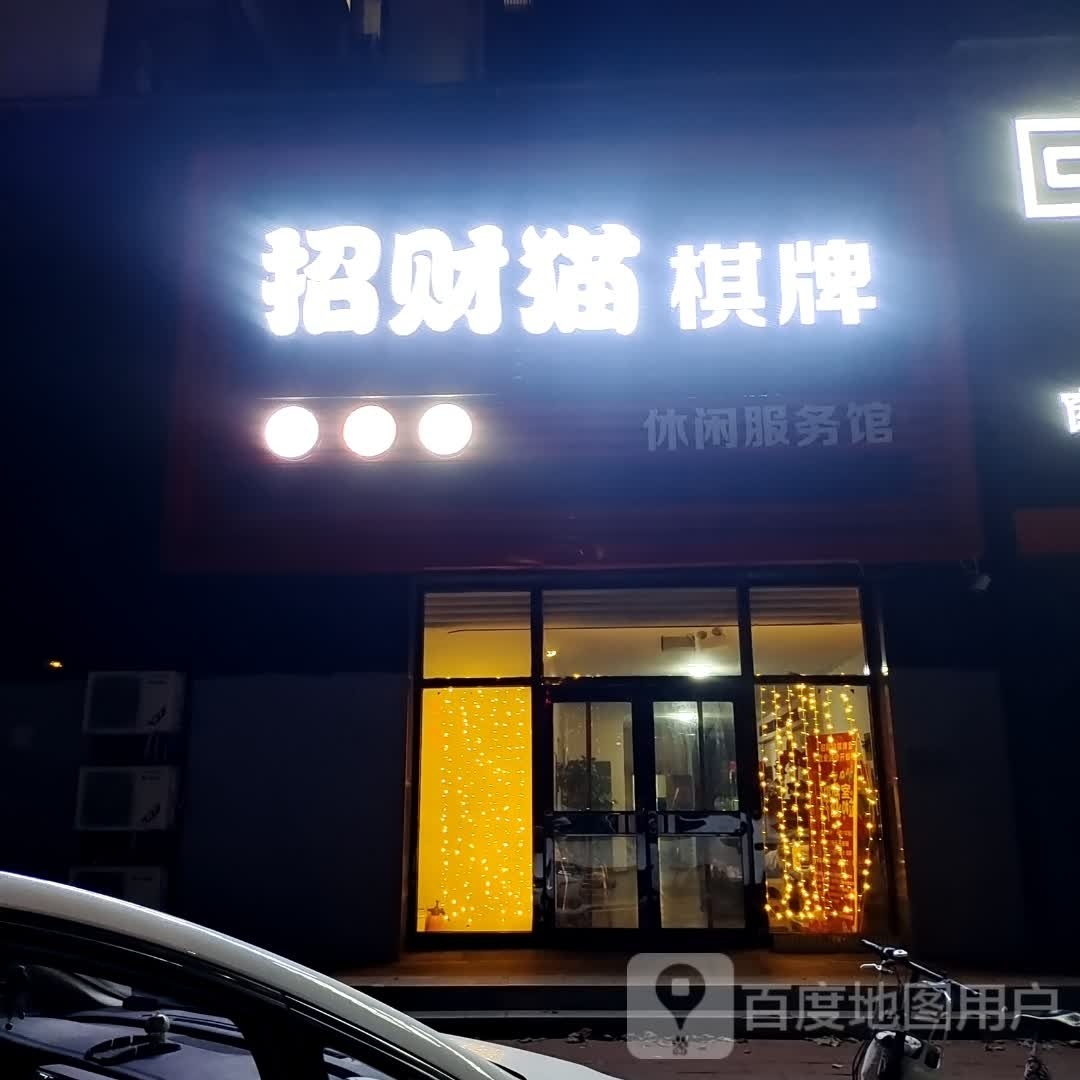 招财猫 棋牌
休闲服务馆
百度地图用户